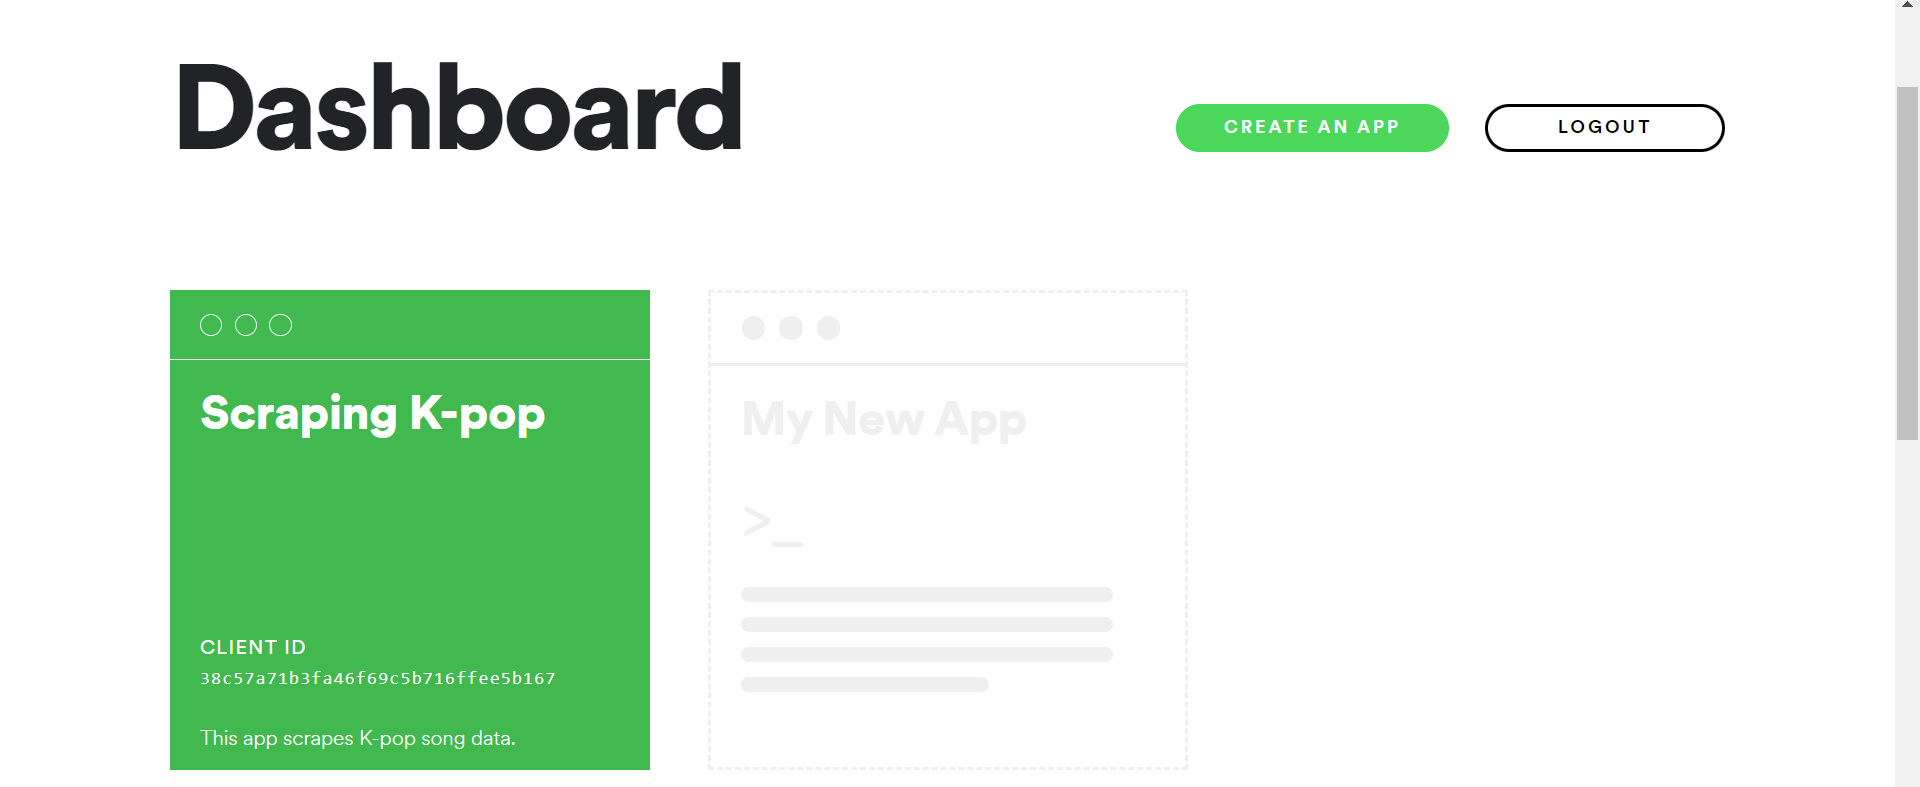 Dashboard
CREATE AN APP
LOGOUT
Scraping K-pop
CLIENT ID
38c57a71b3fa46f69c5b716ffee5b167
This app scrapes K-pop song data.
My New App
>_